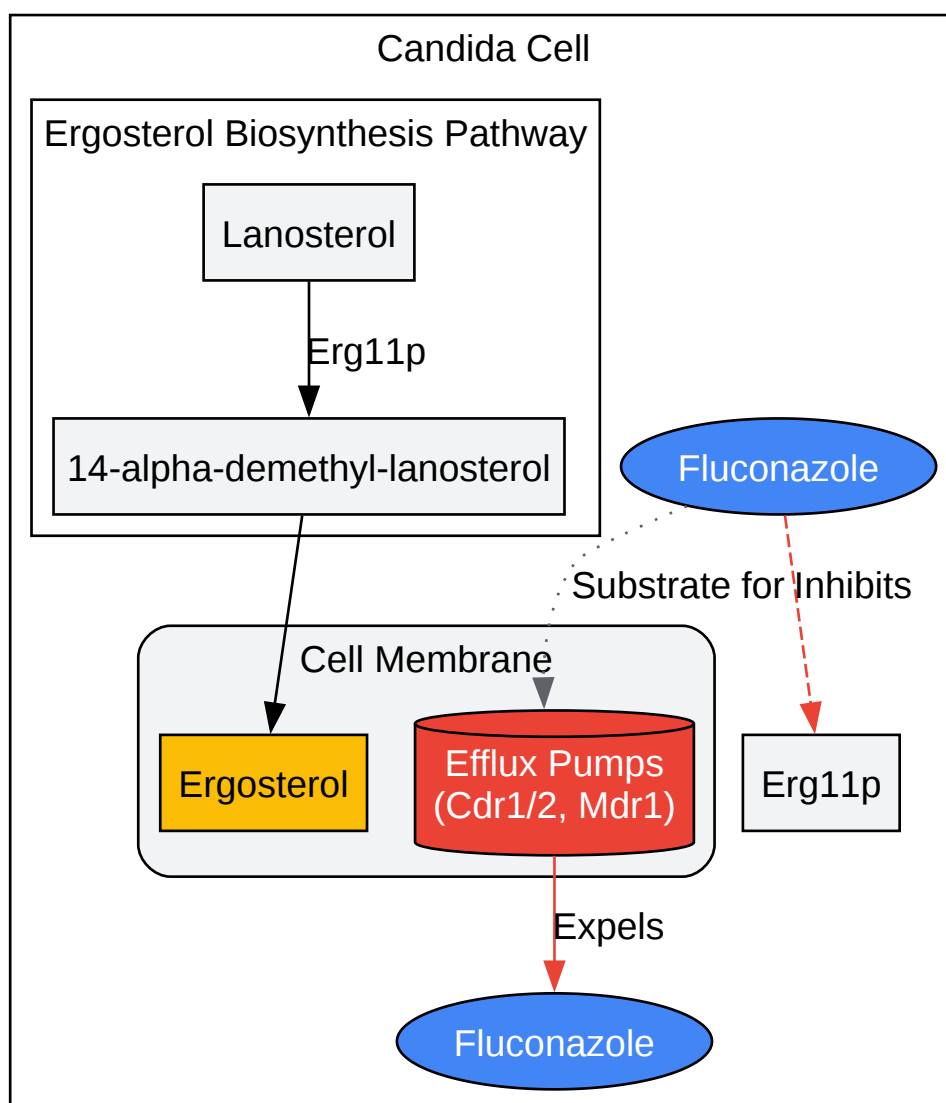 Candida Cell
Ergosterol Biosynthesis Pathway
Lanosterol
Erg11p
14-alpha-demethyl-lanosterol
Fluconazole
Substrate for
Inhibits
Cell Membrane
Ergosterol
Efflux Pumps
(Cdr1/2, Mdr1)
Erg11p
Expels
Fluconazole